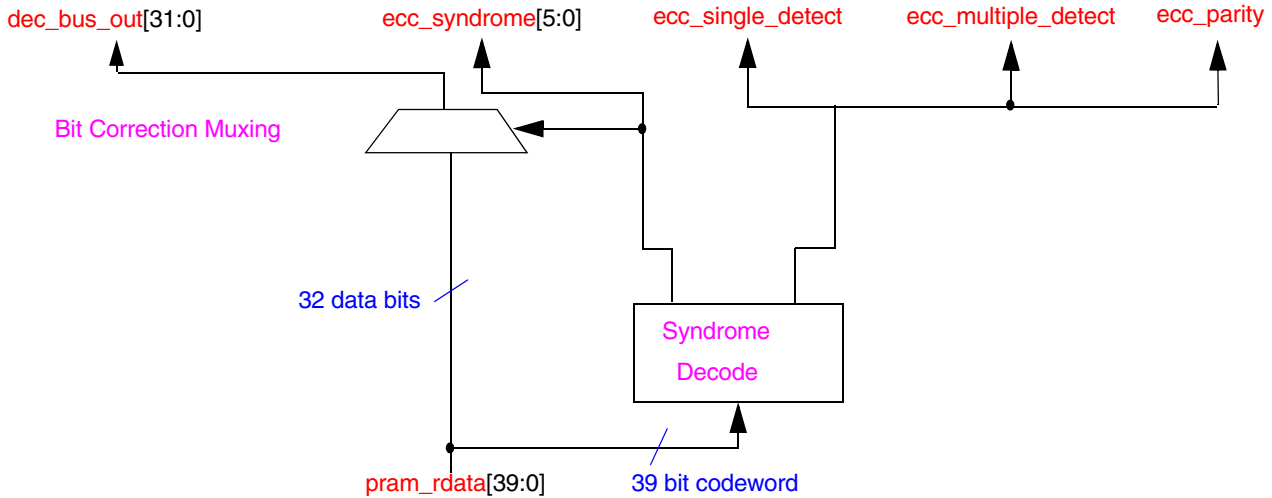 dec_bus_out[31:0]
ecc_syndrome[5:0]
ecc_single_detect
ecc_multiple_detect
ecc_parity
Bit Correction Muxing
32 data bits
Syndrome
Decode
pram_rdata[39:0]
39 bit codeword